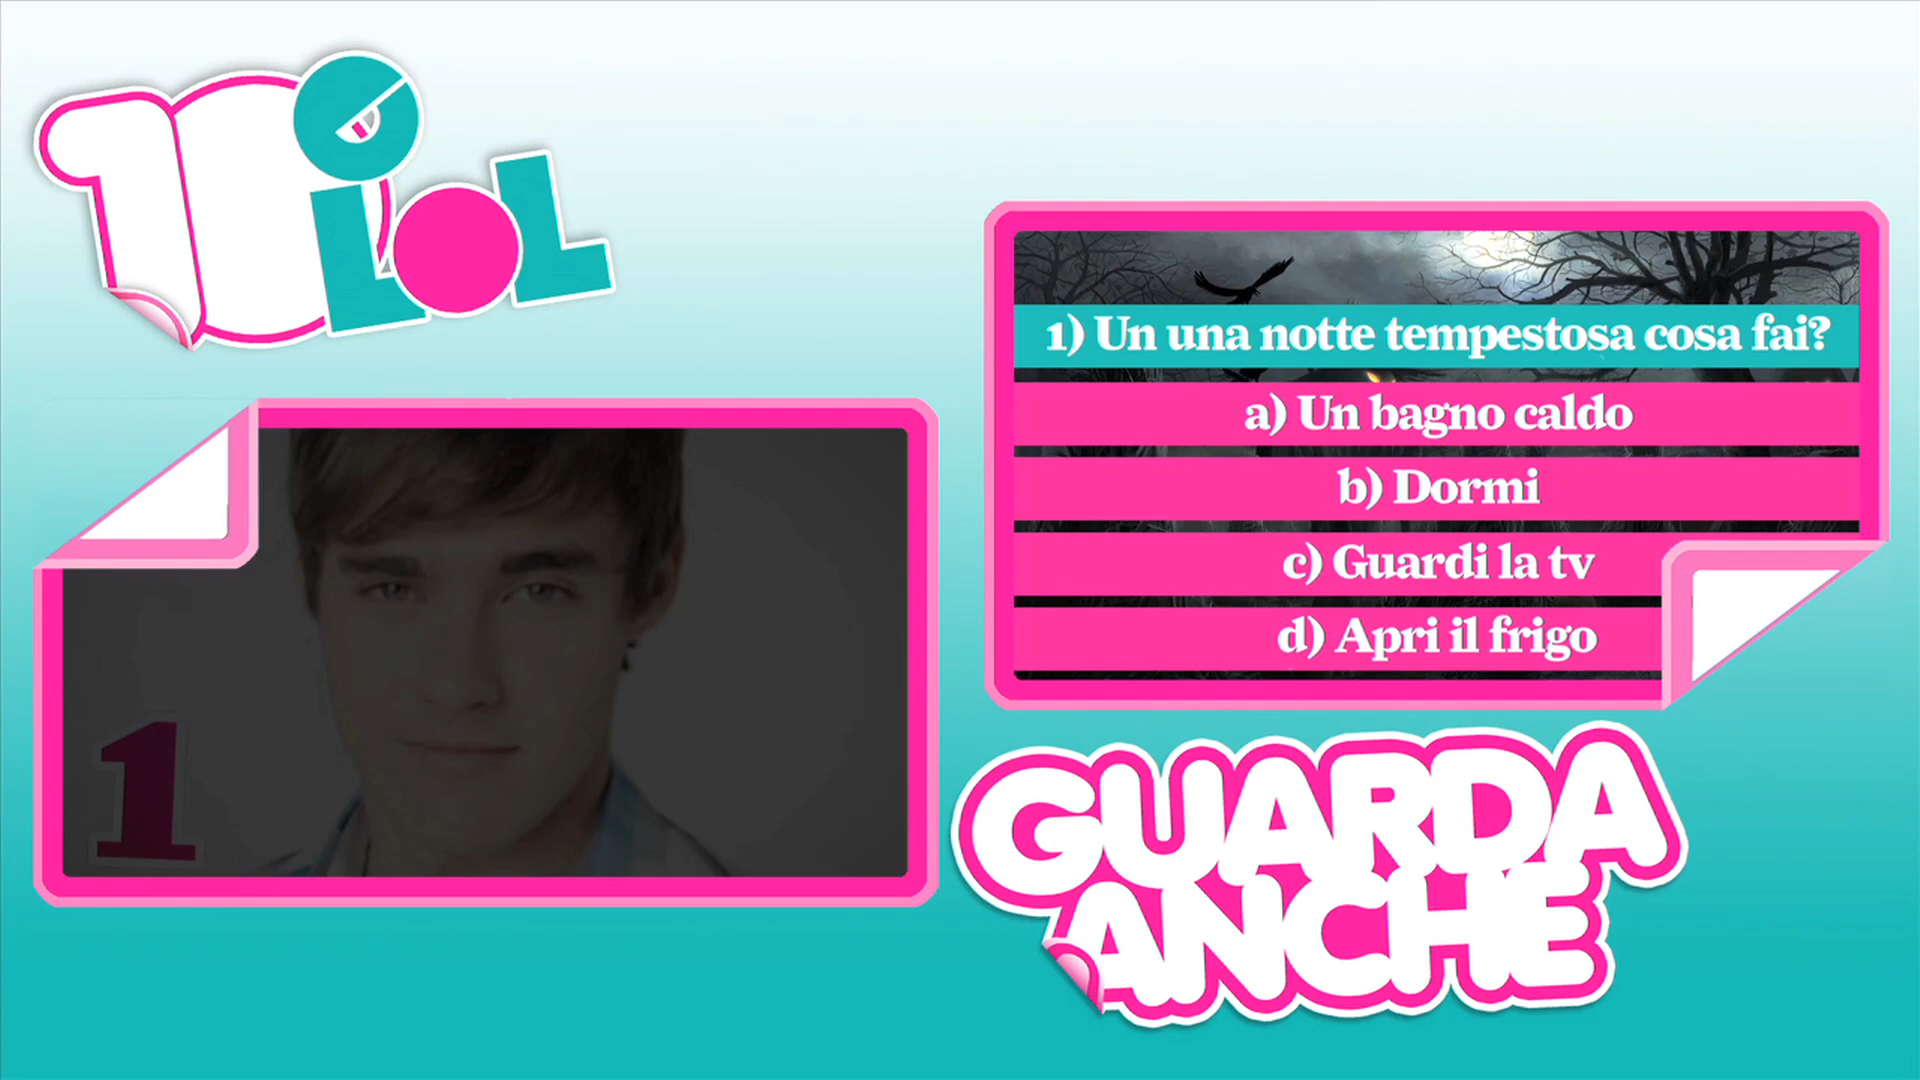 10
LOL
1) Un una notte tempestosa cosa fai?
a) Un bagno caldo
b) Dormi
c) Guardi la tv
d) Apri il frigo
1
GUARDA
ANCHE